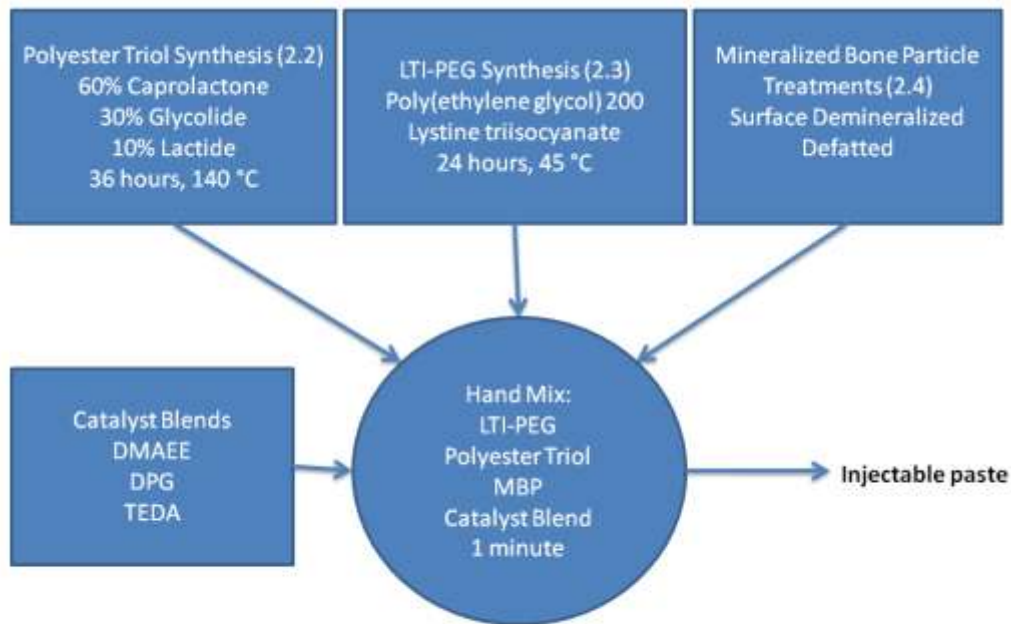 Polyester Triol Synthesis (2.2)
60% Caprolactone
30% Glycolide
10% Lactide
36 hours, 140 °C
LTI-PEG Synthesis (2.3)
Poly(ethylene glycol) 200
Lystine triisocyanate
24 hours, 45 °C
Mineralized Bone Particle
Treatments (2.4)
Surface Demineralized
Defatted
Catalyst Blends
DMAEE
DPG
TEDA
Hand Mix:
LTI-PEG
Polyester Triol
MBP
Catalyst Blend
1 minute
Injectable paste